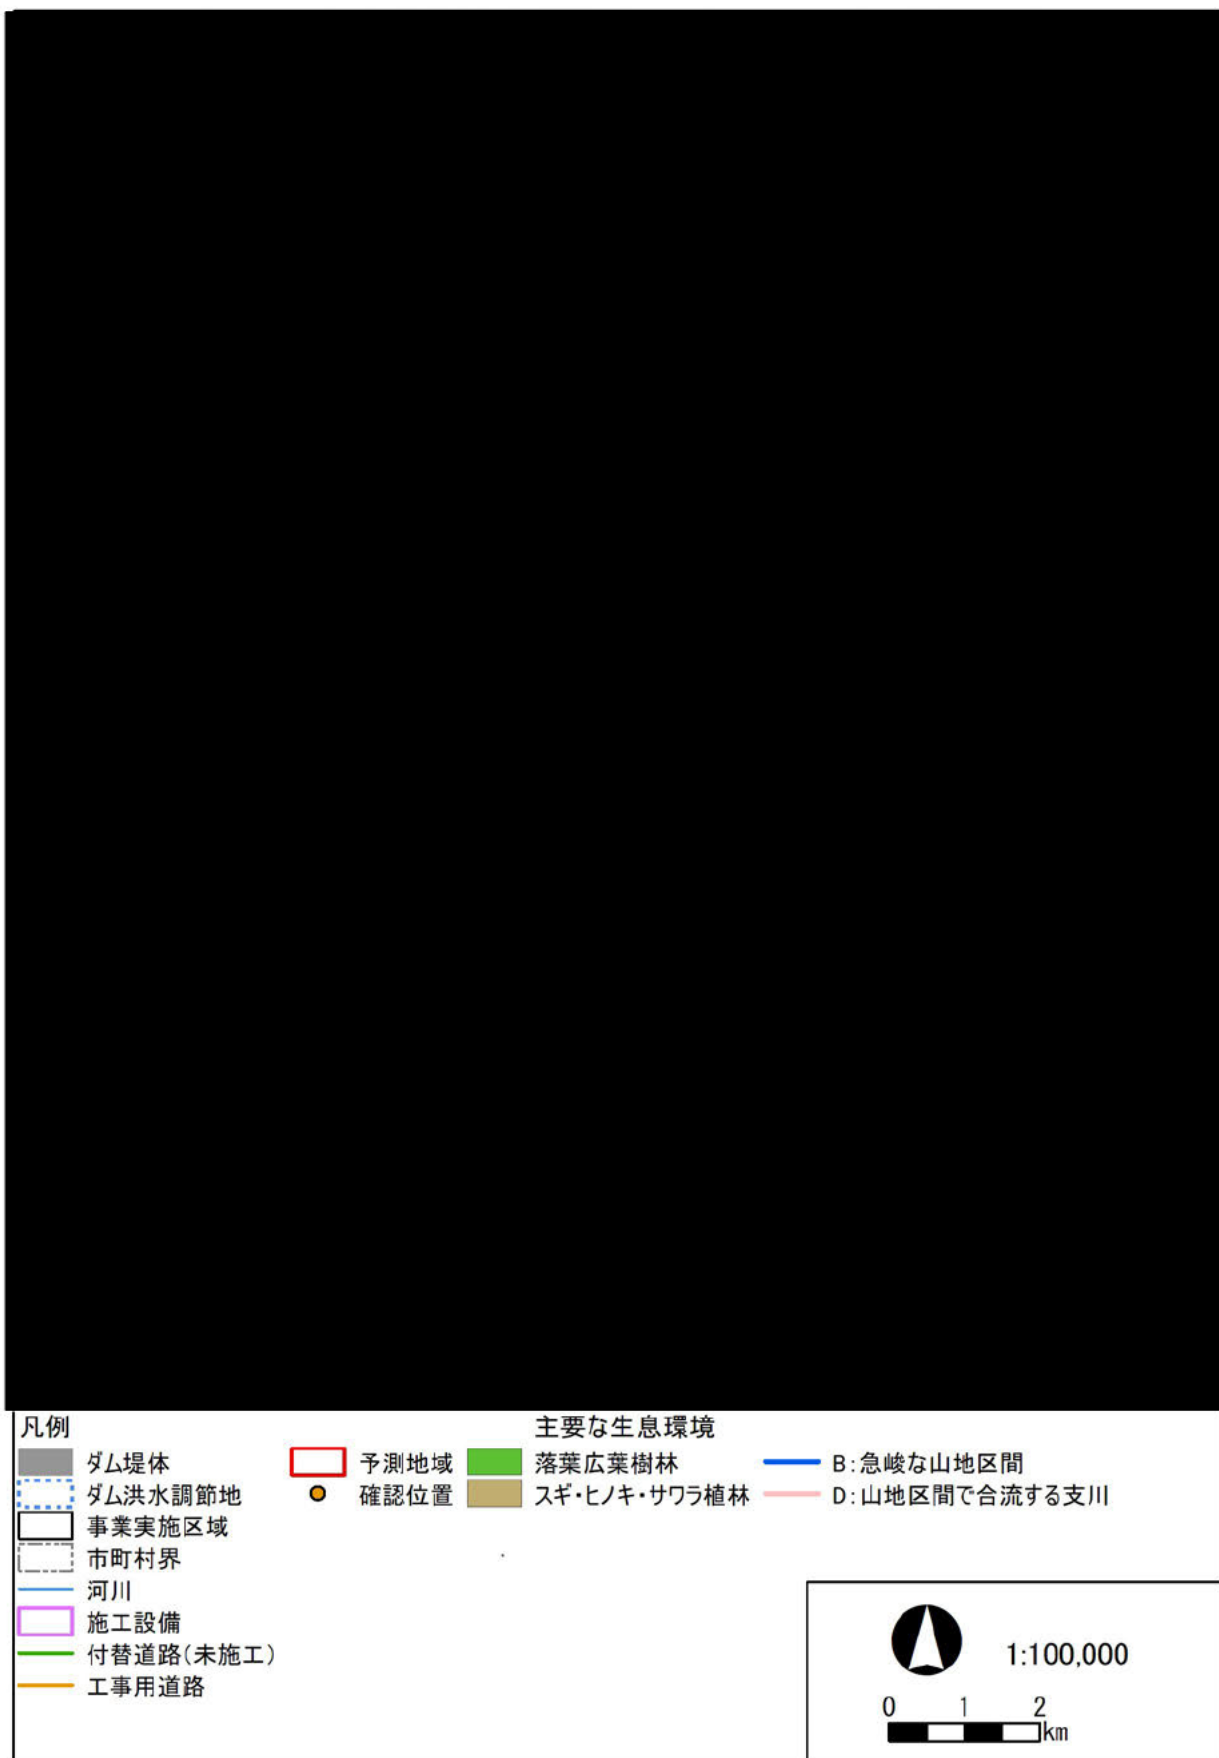 凡例
ダム堤体
ダム洪水調節地
事業実施区域
市町村界
河川
施工設備
付替道路(未施工)
工事用道路
予測地域
確認位置
主要な生息環境
落葉広葉樹林
スギ・ヒノキ・サワラ植林
B:急峻な山地区間
D:山地区間で合流する支川
1:100,000
0 1 2
km